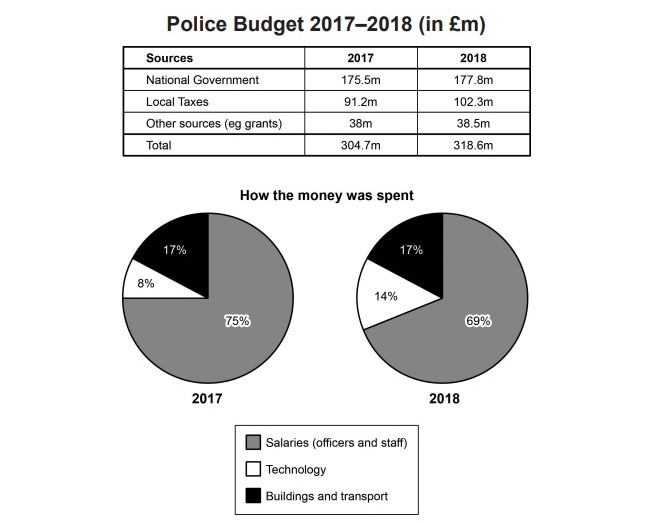 Police Budget 2017–2018 (in £m)
Sources 2017 2018
National Government 175.5m 177.8m
Local Taxes 91.2m 102.3m
Other sources (eg grants) 38m 38.5m
Total 304.7m 318.6m
How the money was spent
17% 17%
8% 14%
75% 69%
2017 2018
Salaries (officers and staff)
Technology
Buildings and transport